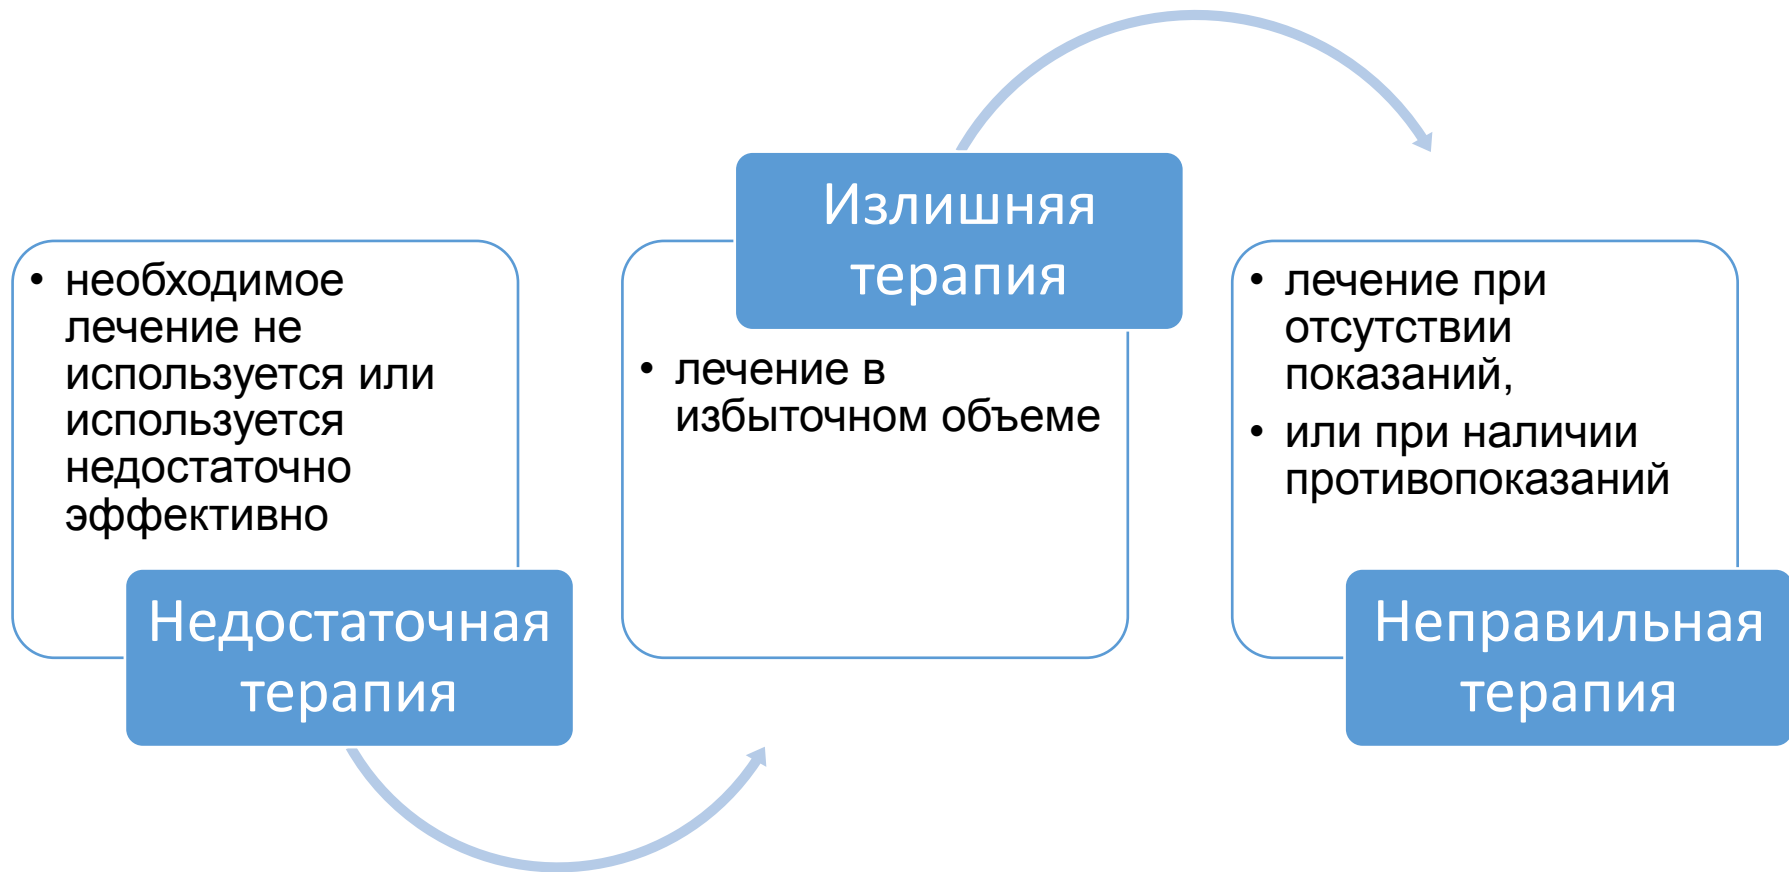 • необходимое
лечение не
используется или
используется
недостаточно
эффективно
Недостаточная
терапия
Излишняя
терапия
• лечение в
избыточном объеме
• лечение при
отсутствии
показаний,
• или при наличии
противопоказаний
Неправильная
терапия